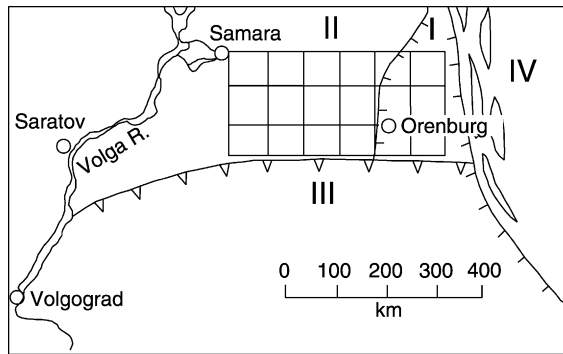 II
I
Samara
IV
Saratov
Volga R.
Orenburg
III
0 100 200 300 400
km
Volgograd